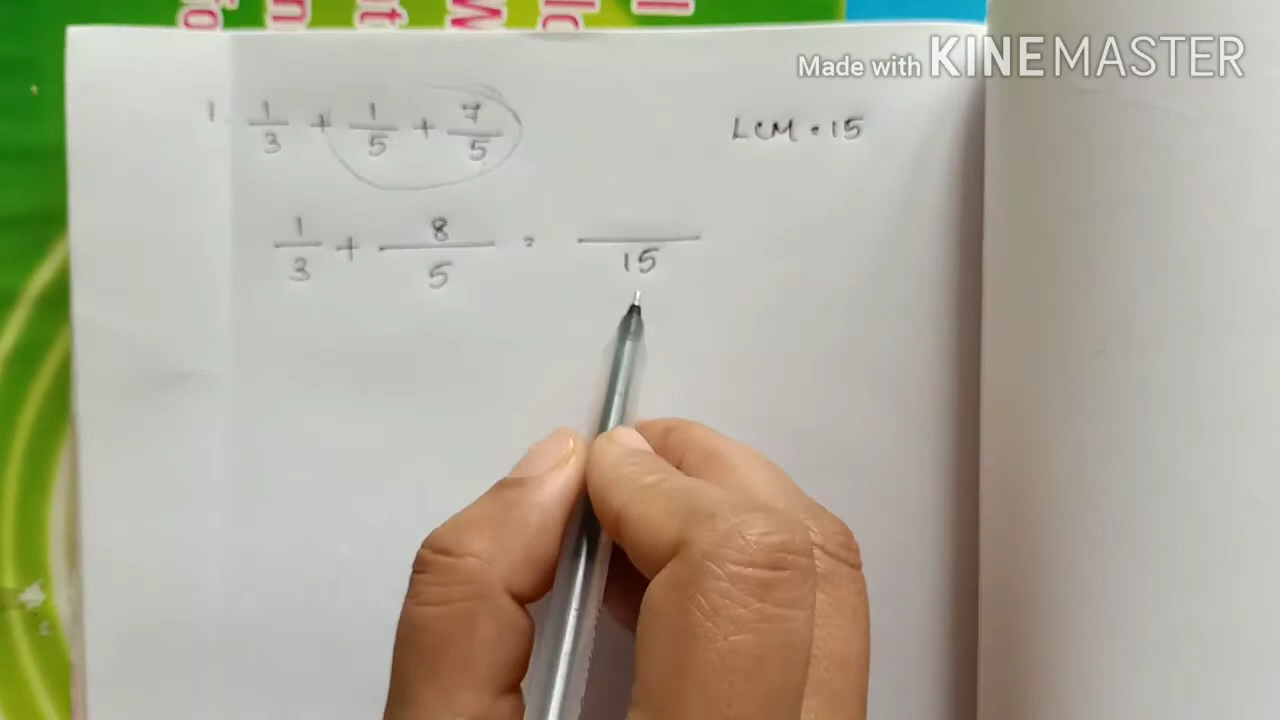 Made with KINEMASTER
1 1/3 + 1/5 + 7/5
LCM = 15
1/3 + 8/5 = /15